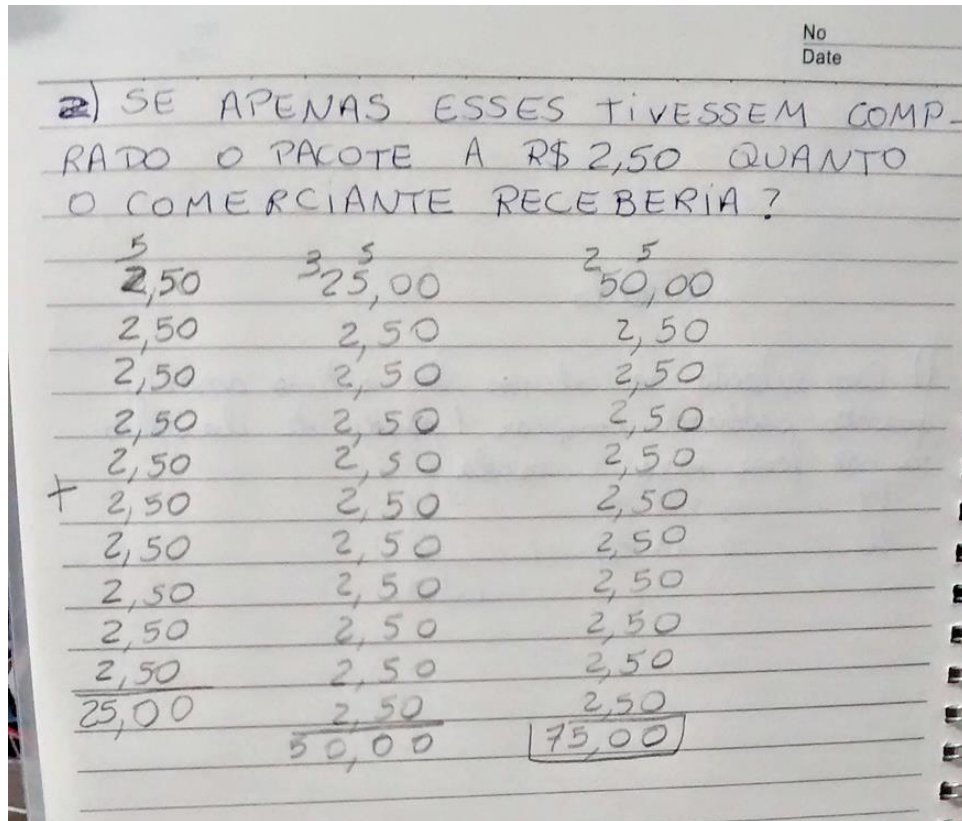 No
Date
2) SE APENAS ESSES TIVESSEM COMP-
RADO O PACOTE A R$ 2,50 QUANTO
O COMERCIANTE RECEBERIA?
5 3 5 2 5
2,50 25,00 50,00
2,50 2,50 2,50
2,50 2,50 2,50
2,50 2,50 2,50
2,50 2,50 2,50
+ 2,50 2,50 2,50
2,50 2,50 2,50
2,50 2,50 2,50
2,50 2,50 2,50
2,50 2,50 2,50
25,00 2,50 2,50
50,00 75,00